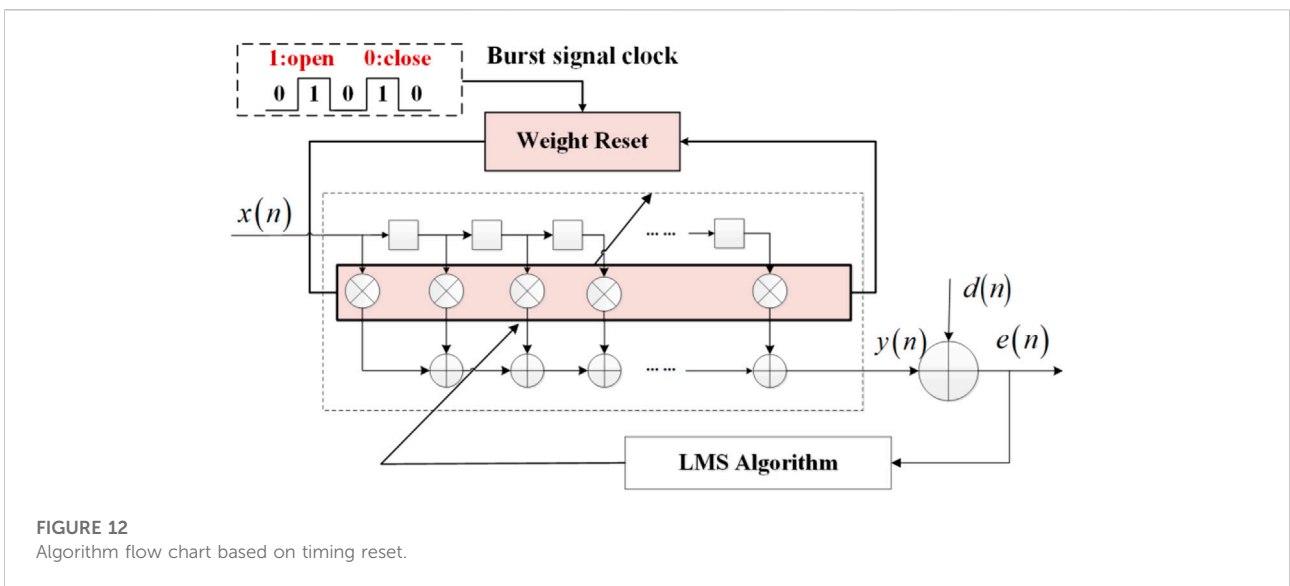 1:open 0:close
Burst signal clock
0 1 0 1 0
Weight Reset
x(n)
... ...
d(n)
y(n)
e(n)
... ...
LMS Algorithm
FIGURE 12
Algorithm flow chart based on timing reset.